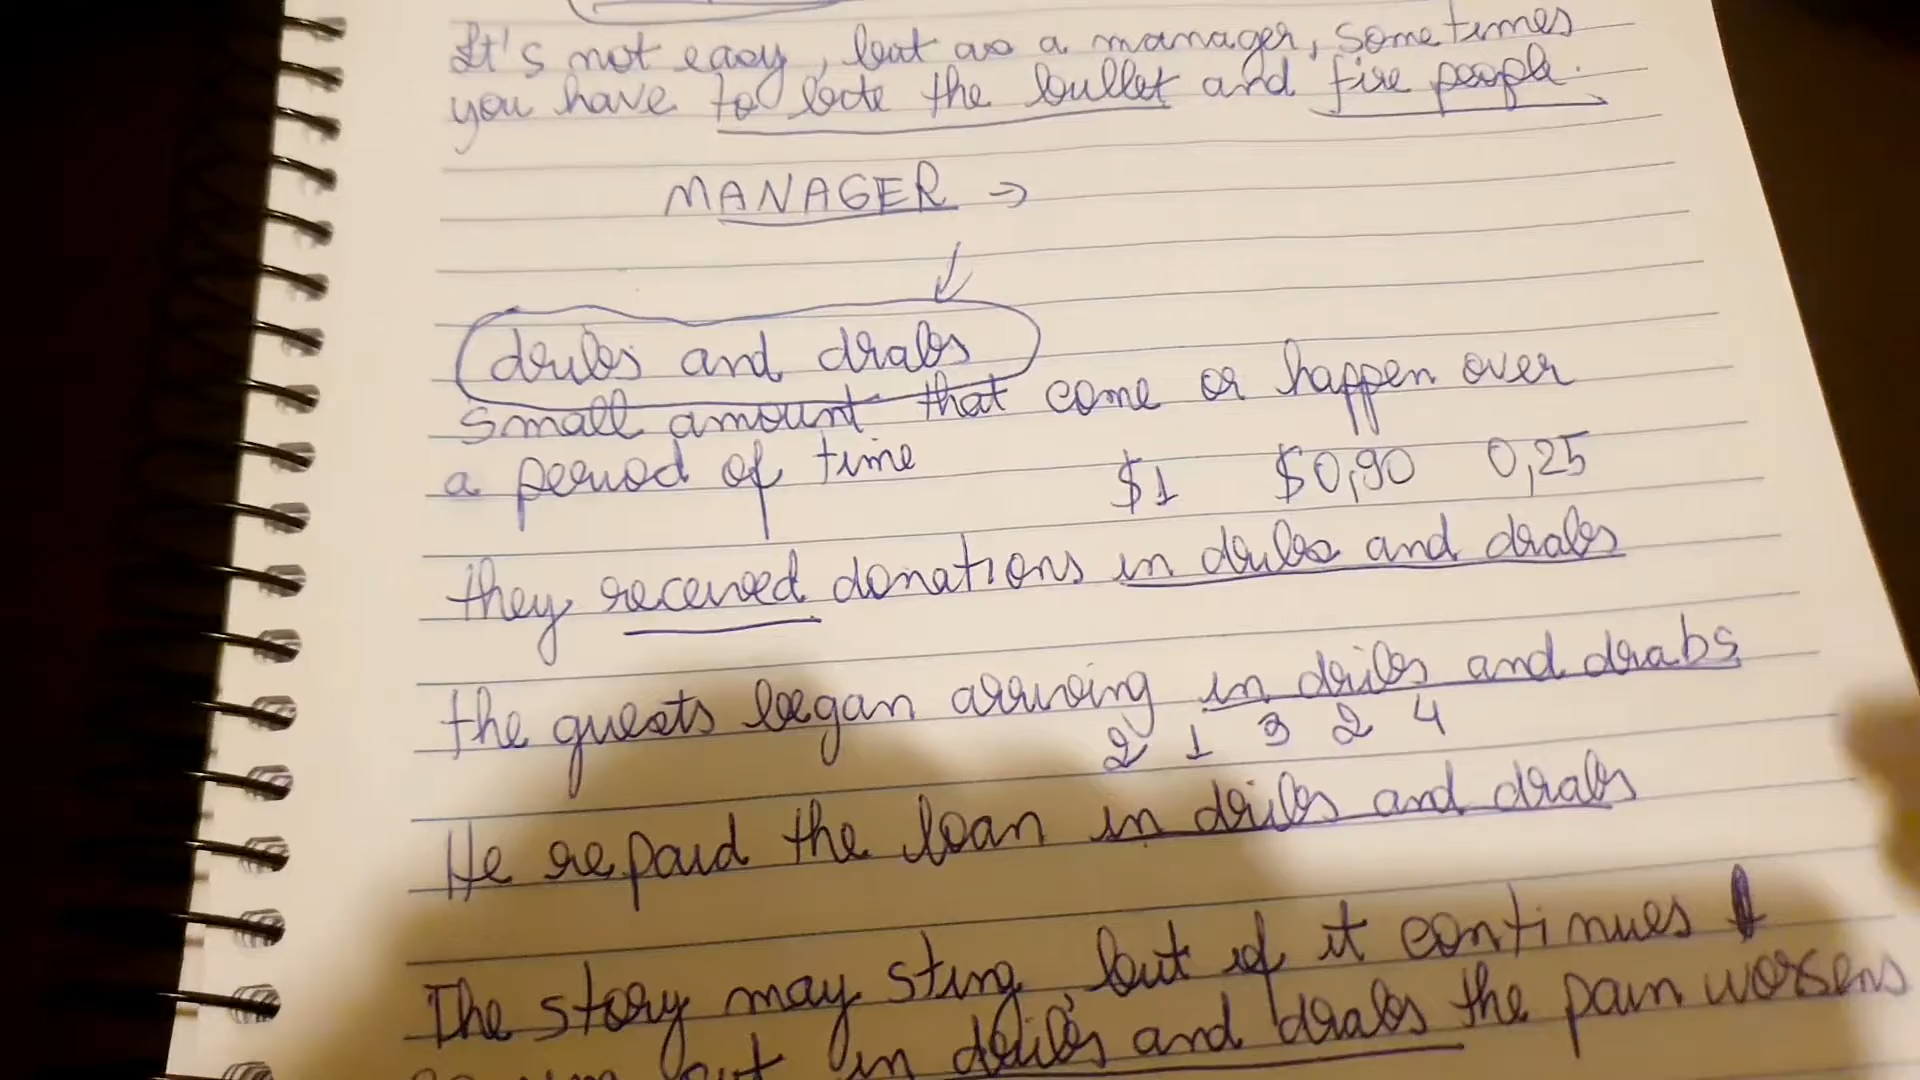 It's not easy, but as a manager, sometimes
you have to bite the bullet and fire people.
MANAGER →
dribs and drabs
small amount that come or happen over
a period of time $1 $0,90 0,25
they received donations in dribs and drabs
the guests began arriving in dribs and drabs
2 1 3 2 4
He repaid the loan in dribs and drabs
The story may sting, but if it continues
out in dribs and drabs the pain worsens